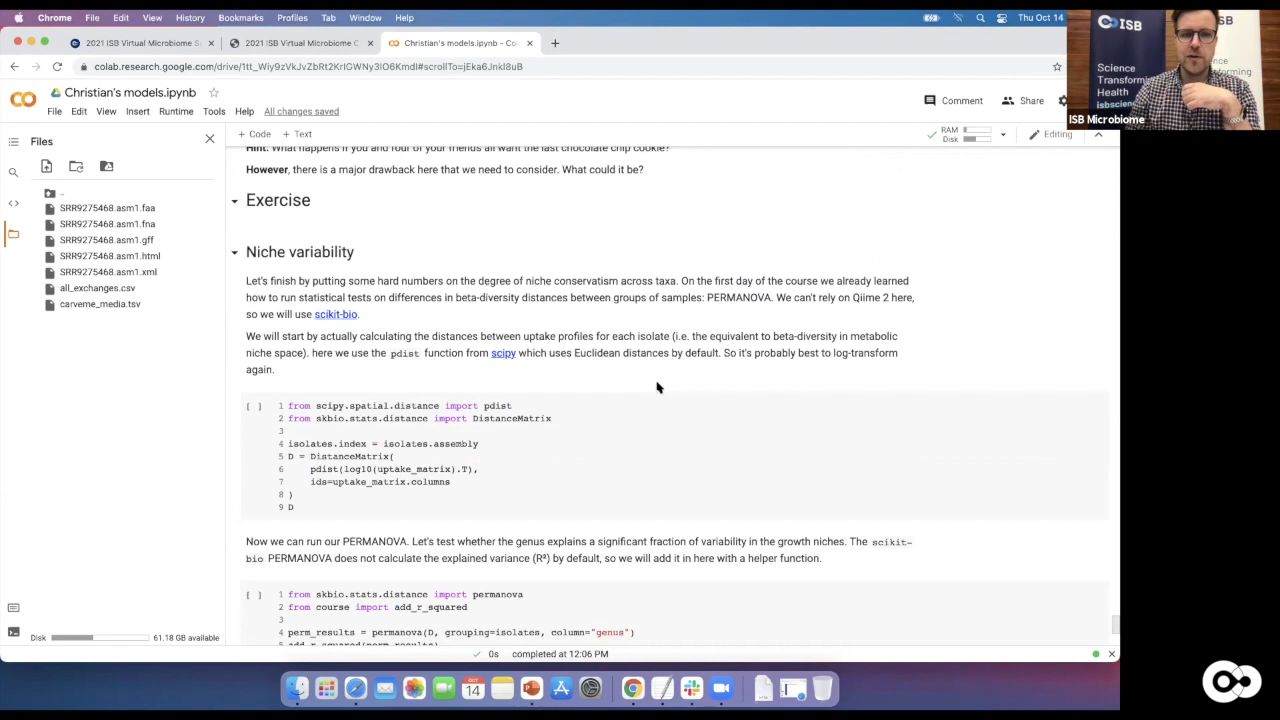 Chrome File Edit View History Bookmarks Profiles Tab Window Help Thu Oct 14
2021 ISB Virtual Microbiome S 2021 ISB Virtual Microbiome C Christian's models.ipynb - Co
colab.research.google.com/drive/
Christian's models.ipynb
File Edit View Insert Runtime Tools Help All changes saved
Comment Share
ISB
Science
Transforming
Health
ISB Microbiome
Files
+ Code + Text
RAM
Disk
Editing
..
SRR9275468.asm1.faa
SRR9275468.asm1.fna
SRR9275468.asm1.gff
SRR9275468.asm1.html
SRR9275468.asm1.xml
all_exchanges.csv
carveme_media.tsv
Disk 61.18 GB available
Hint: What happens if you and four of your friends all want the last chocolate chip cookie?
However, there is a major drawback here that we need to consider. What could it be?
Exercise
Niche variability
Let's finish by putting some hard numbers on the degree of niche conservatism across taxa. On the first day of the course we already learned
how to run statistical tests on differences in beta-diversity distances between groups of samples: PERMANOVA. We can't rely on Qiime 2 here,
so we will use scikit-bio.
We will start by actually calculating the distances between uptake profiles for each isolate (i.e. the equivalent to beta-diversity in metabolic
niche space). here we use the pdist function from scipy which uses Euclidean distances by default. So it's probably best to log-transform
again.
[ ] 1 from scipy.spatial.distance import pdist
2 from skbio.stats.distance import DistanceMatrix
3
4 isolates.index = isolates.assembly
5 D = DistanceMatrix(
6 pdist(log10(uptake_matrix).T),
7 ids=uptake_matrix.columns
8 )
9 D
Now we can run our PERMANOVA. Let's test whether the genus explains a significant fraction of variability in the growth niches. The scikit-
bio PERMANOVA does not calculate the explained variance (R²) by default, so we will add it in here with a helper function.
[ ] 1 from skbio.stats.distance import permanova
2 from course import add_r_squared
3
4 perm_results = permanova(D, grouping=isolates, column="genus")
5 add_r_squared(perm_results)
0s completed at 12:06 PM
OCT
14